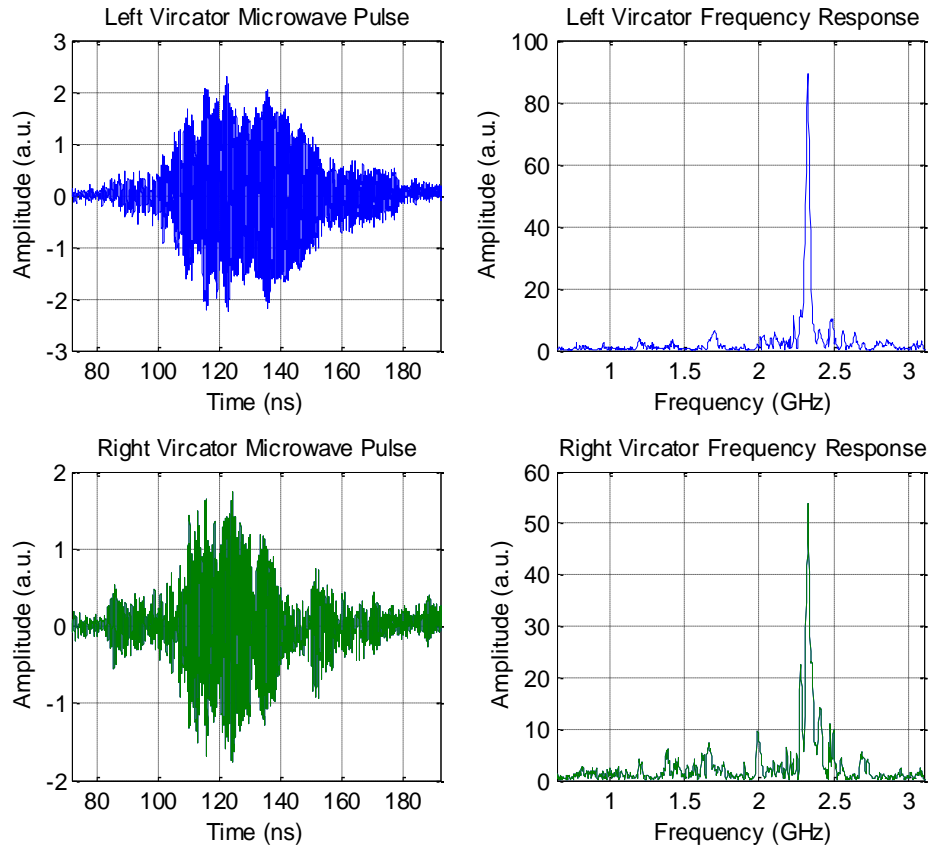 Left Vircator Microwave Pulse
3
2
1
0
-1
-2
-3
80 100 120 140 160 180
Time (ns)
Amplitude (a.u.)
Left Vircator Frequency Response
100
80
60
40
20
0
1 1.5 2 2.5 3
Frequency (GHz)
Amplitude (a.u.)
Right Vircator Microwave Pulse
2
1
0
-1
-2
80 100 120 140 160 180
Time (ns)
Amplitude (a.u.)
Right Vircator Frequency Response
60
50
40
30
20
10
0
1 1.5 2 2.5 3
Frequency (GHz)
Amplitude (a.u.)